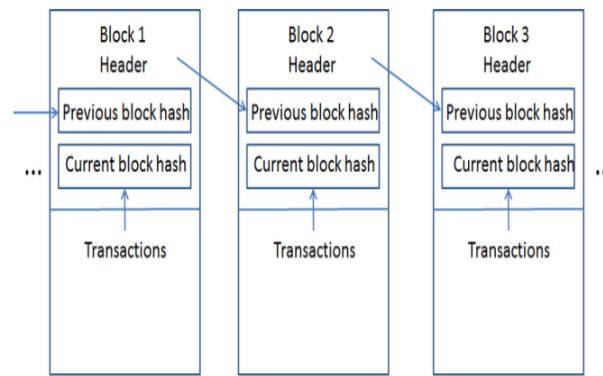 Block 1
Header
Previous block hash
Current block hash
Transactions
Block 2
Header
Previous block hash
Current block hash
Transactions
Block 3
Header
Previous block hash
Current block hash
Transactions
...
...